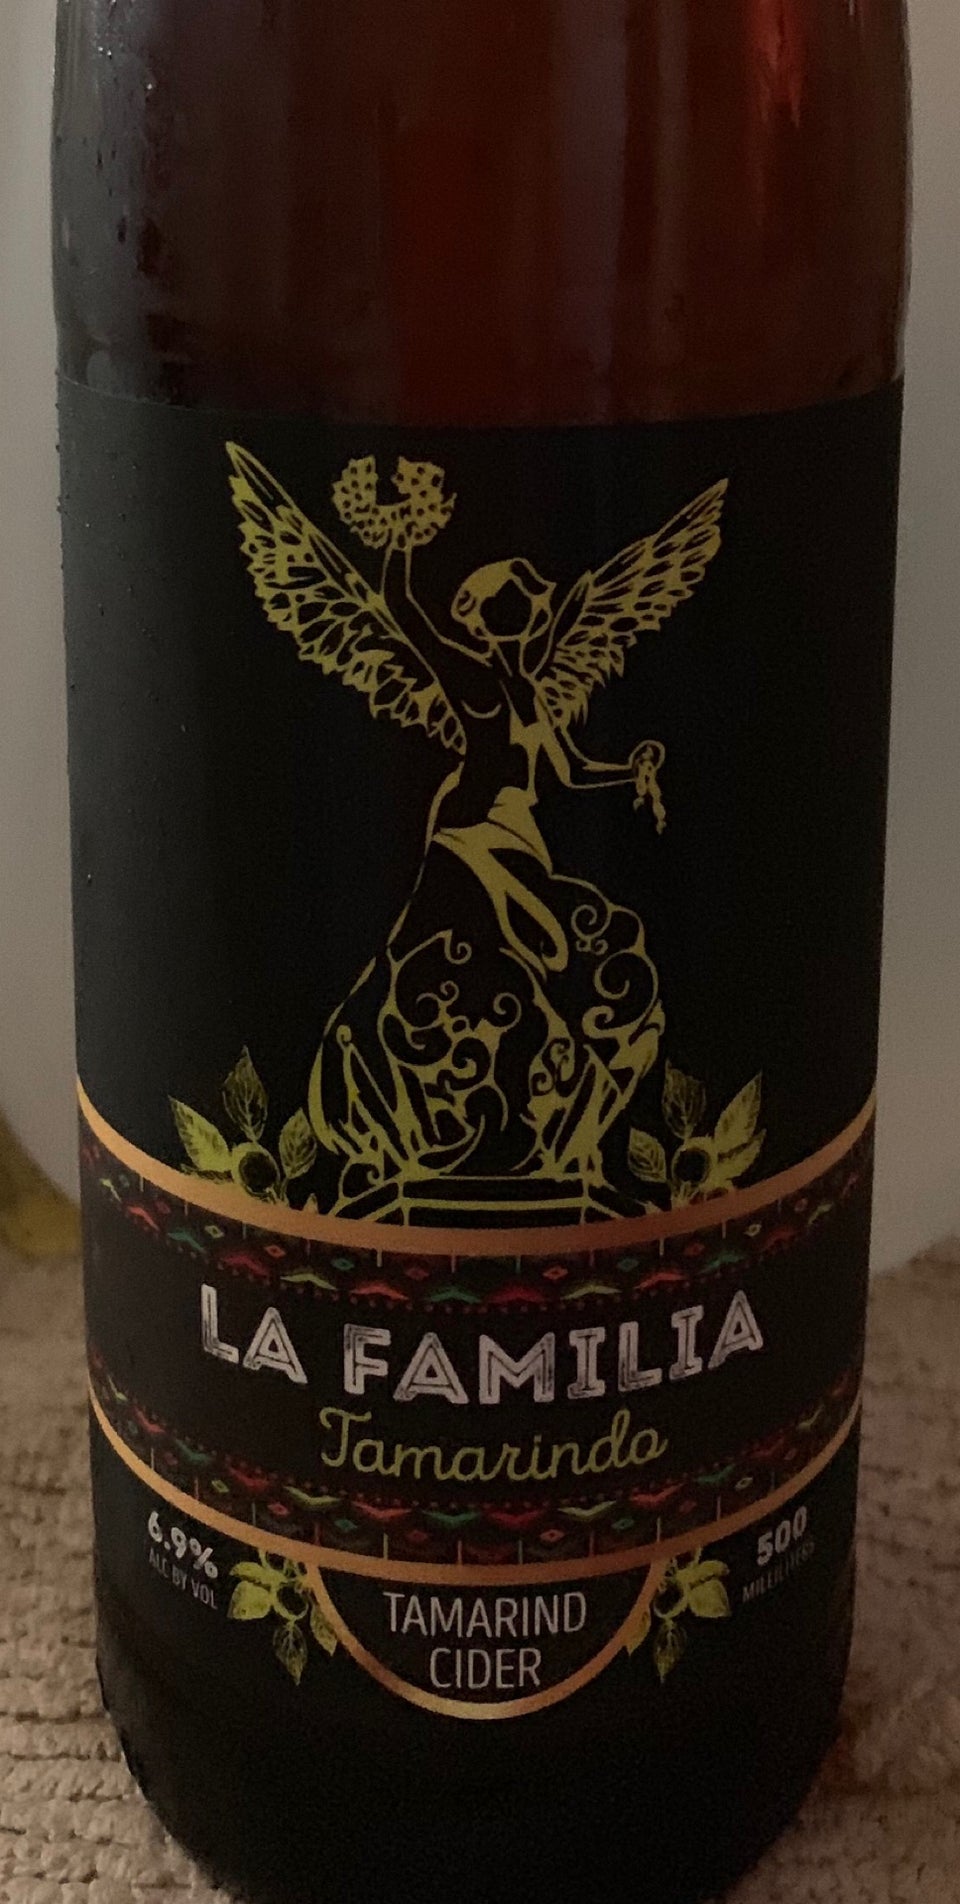 LA FAMILIA
Tamarindo
6.9%
ALC BY VOL
500
MILLILITERS
TAMARIND
CIDER